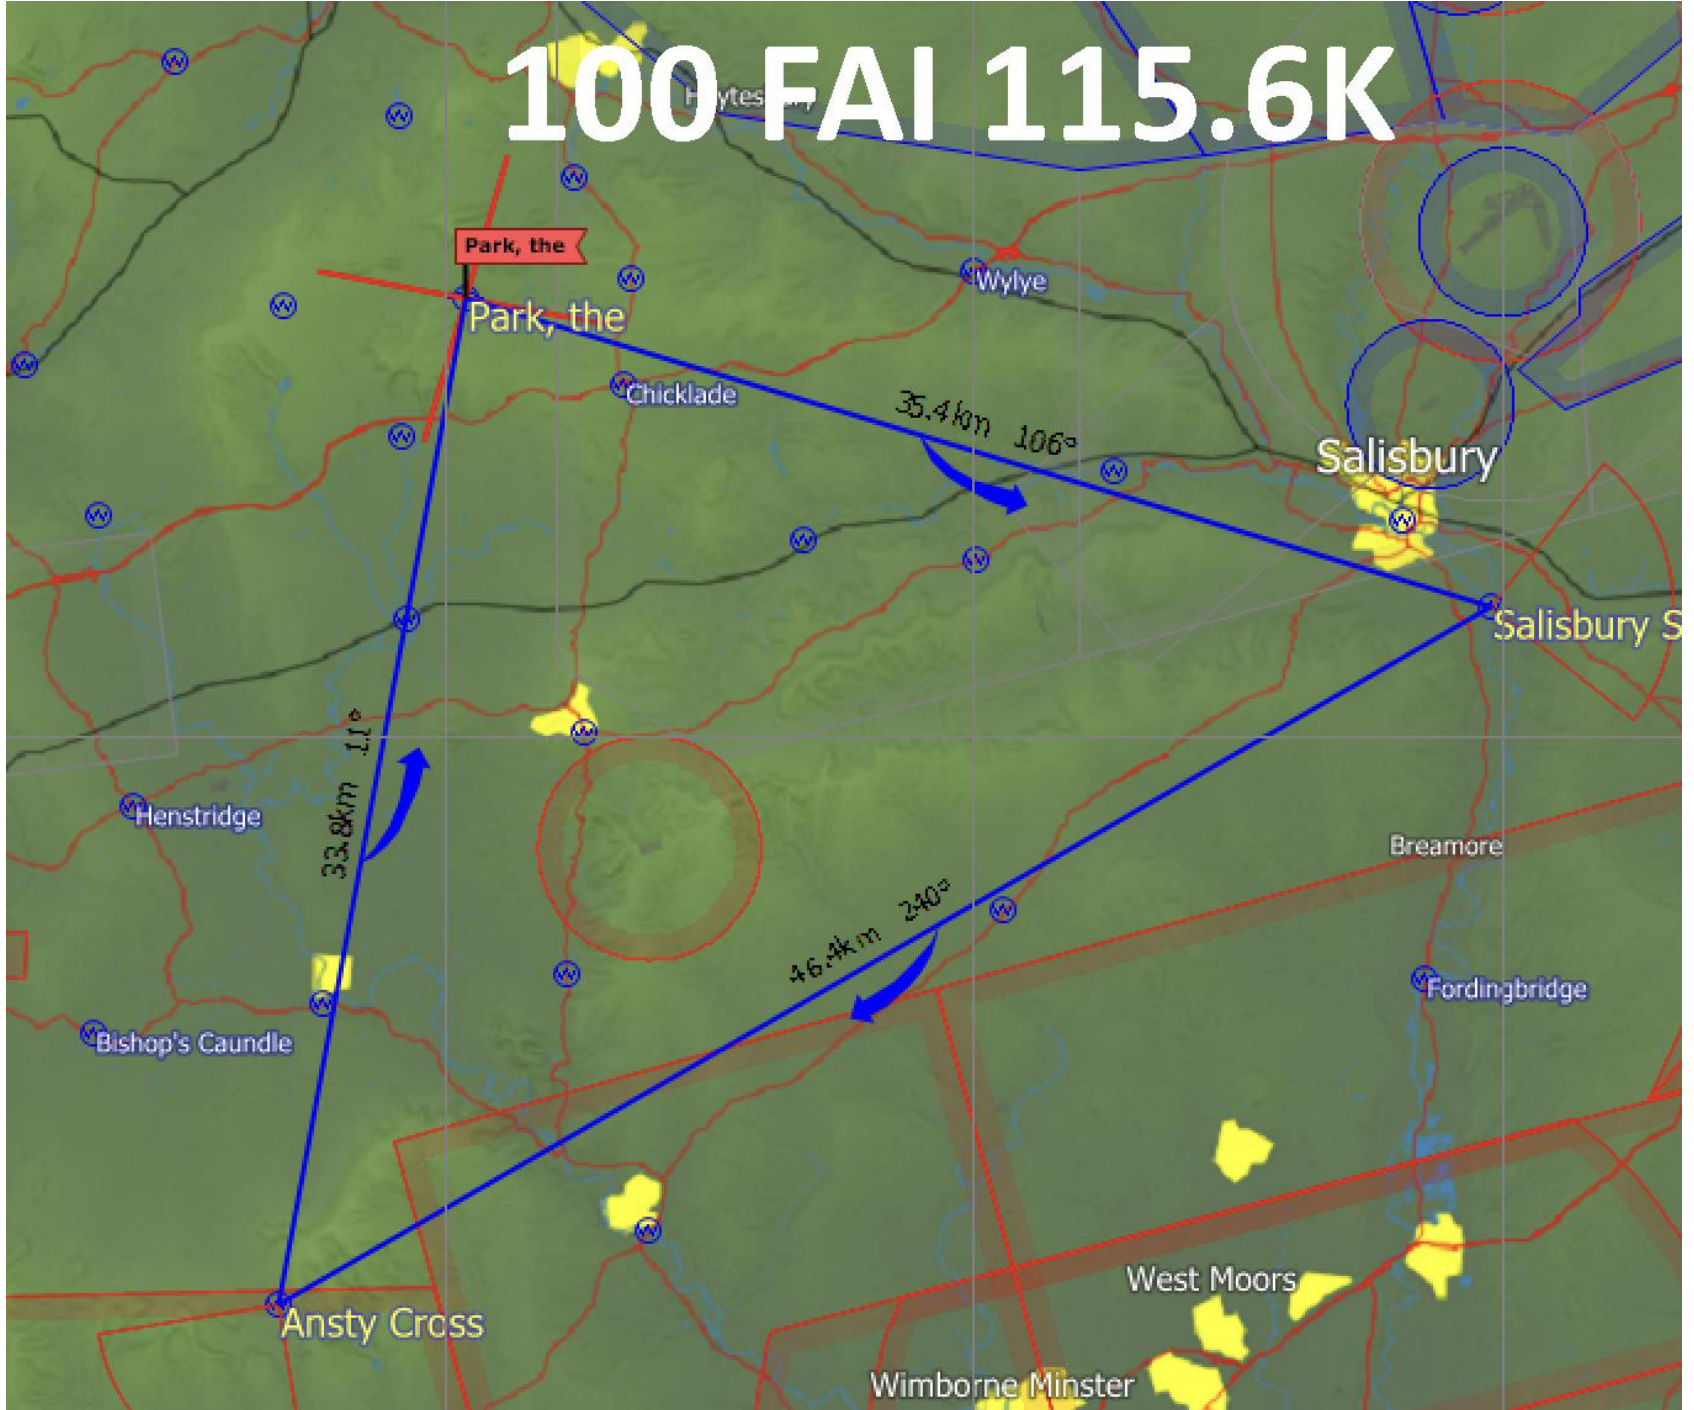 100 FAI 115.6K
Park, the
Wylye
Park, the
Chicklade
35.4km 106°
Salisbury
Salisbury S
33.8km 11°
Henstridge
Breamore
46.4km 240°
Fordingbridge
Bishop's Caundle
West Moors
Ansty Cross
Wimborne Minster